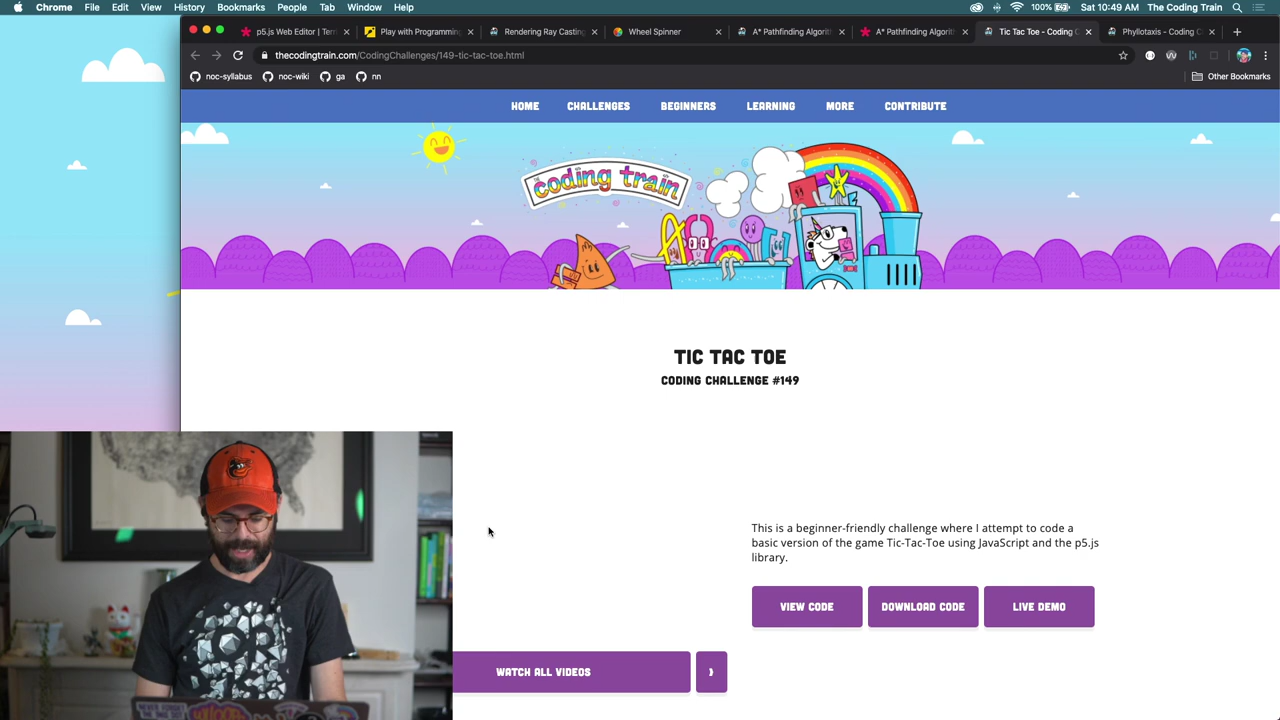 Chrome File Edit View History Bookmarks People Tab Window Help 100% Sat 10:49 AM The Coding Train
p5.js Web Editor | Terr Play with Programming Rendering Ray Casting Wheel Spinner A* Pathfinding Algorit A* Pathfinding Algorit Tic Tac Toe - Coding C Phyllotaxis - Coding C
thecodingtrain.com/CodingChallenges/149-tic-tac-toe.html
noc-syllabus noc-wiki ga nn Other Bookmarks
HOME CHALLENGES BEGINNERS LEARNING MORE CONTRIBUTE
the coding train
TIC TAC TOE
CODING CHALLENGE #149
This is a beginner-friendly challenge where I attempt to code a
basic version of the game Tic-Tac-Toe using JavaScript and the p5.js
library.
VIEW CODE DOWNLOAD CODE LIVE DEMO
WATCH ALL VIDEOS
NEVER FORGET